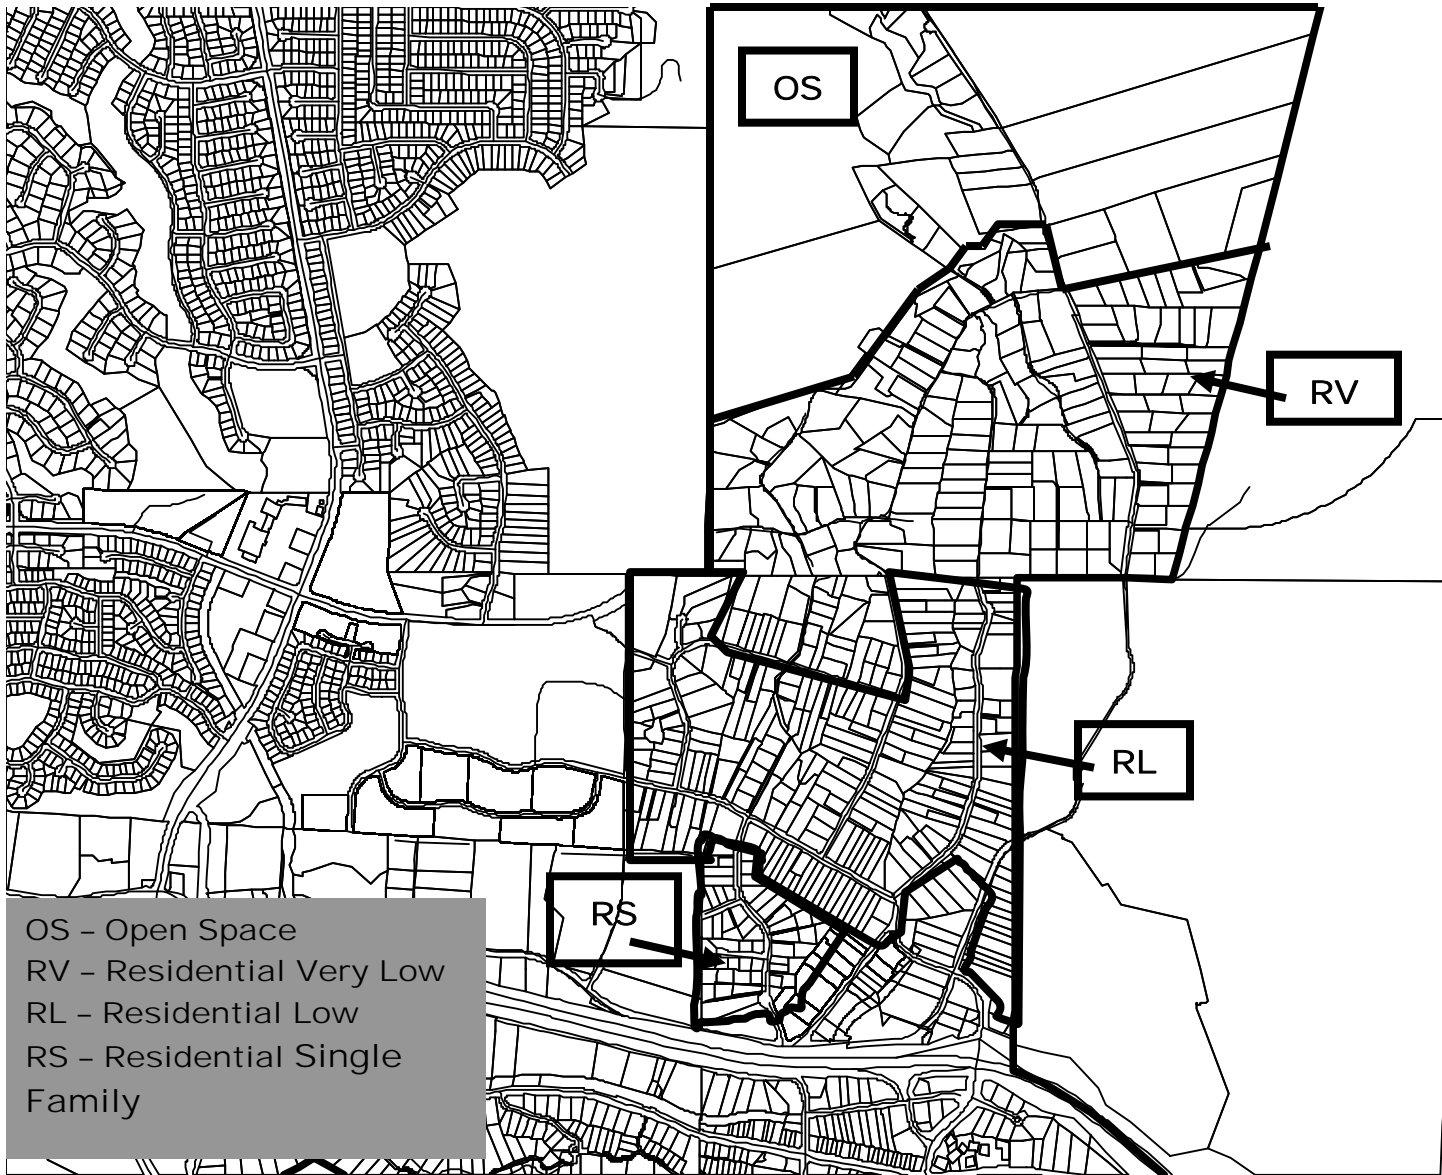 OS
RV
RL
RS
OS – Open Space
RV – Residential Very Low
RL – Residential Low
RS – Residential Single
Family